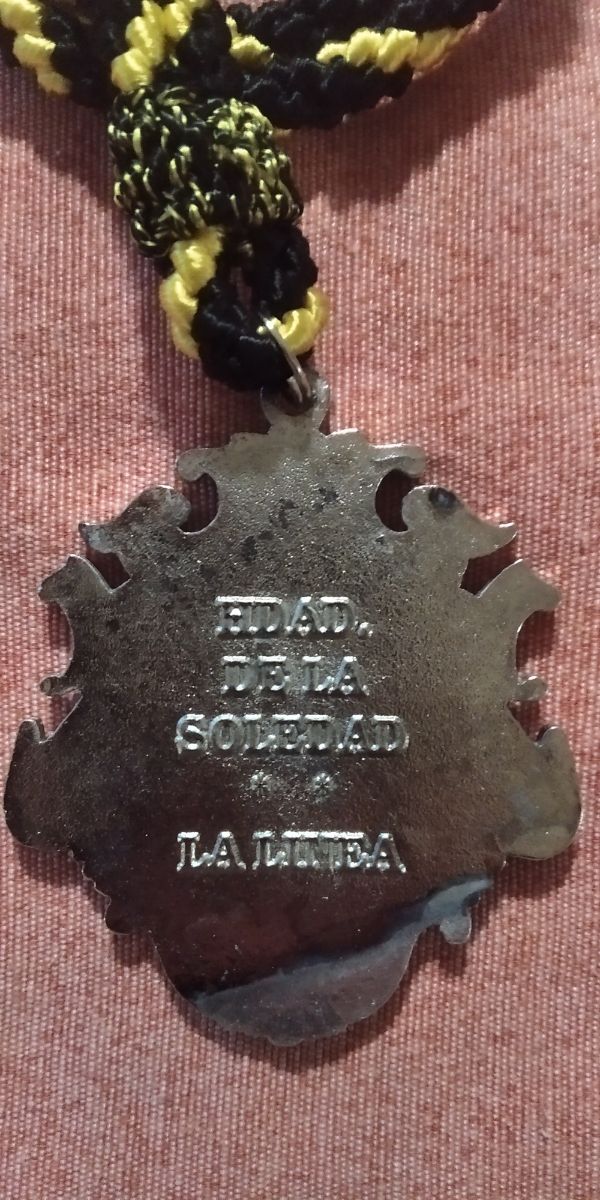 HDAD.
DE LA
SOLEDAD
* *
LA LINEA